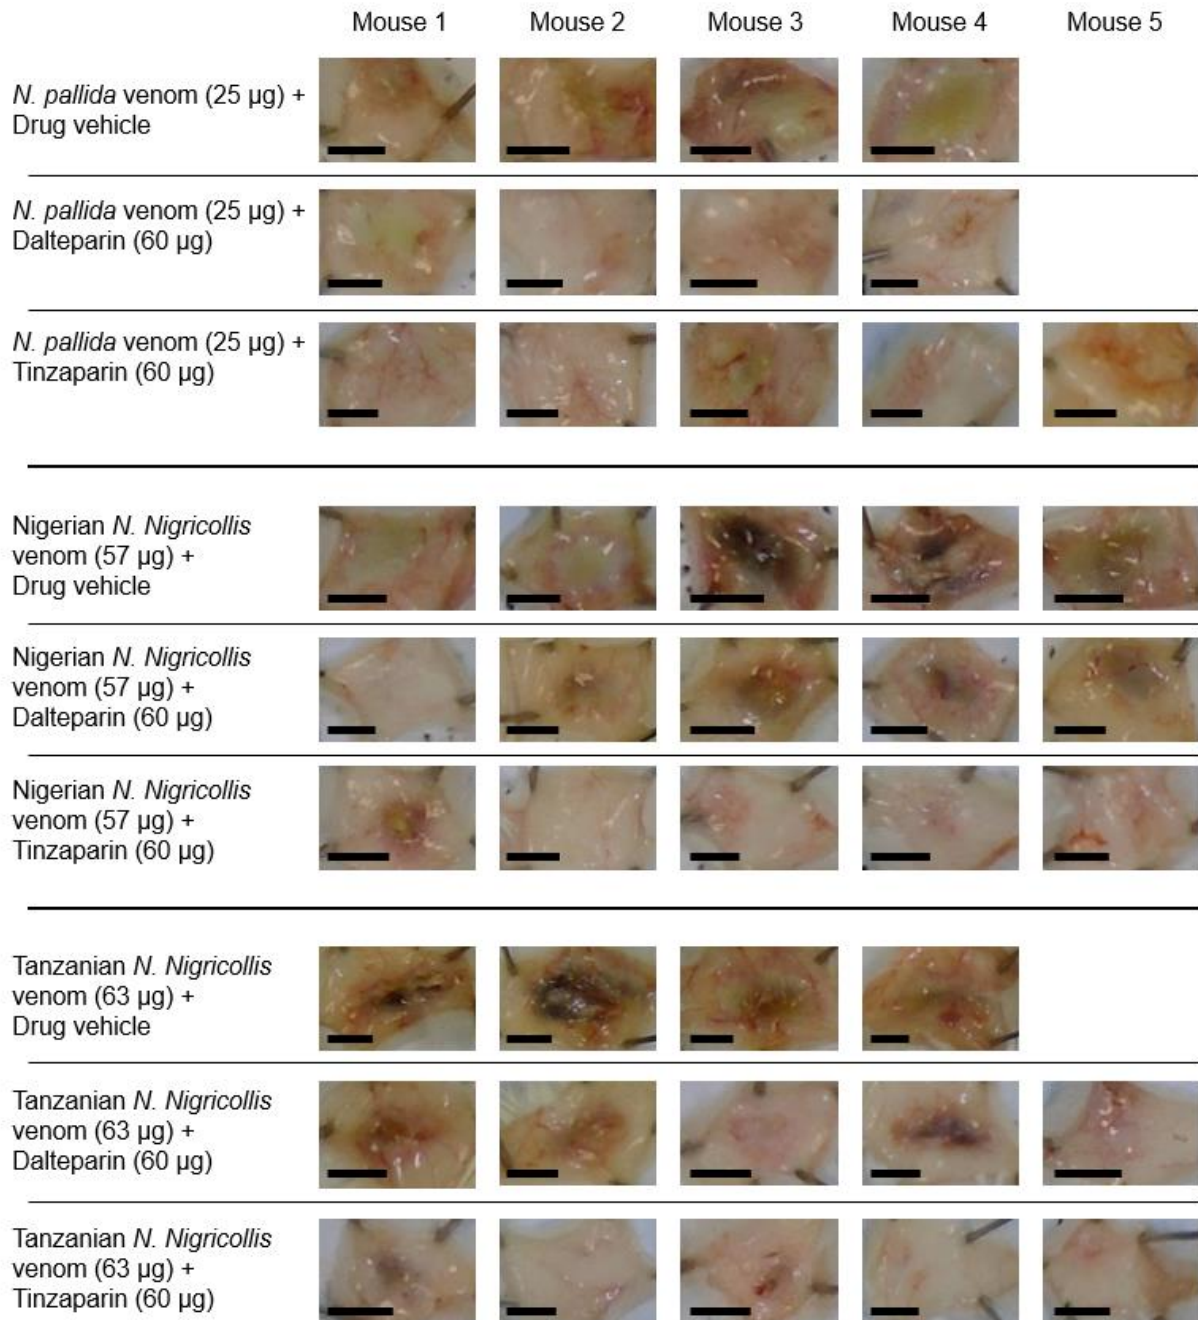 Mouse 1 Mouse 2 Mouse 3 Mouse 4 Mouse 5
N. pallida venom (25 µg) +
Drug vehicle
N. pallida venom (25 µg) +
Dalteparin (60 µg)
N. pallida venom (25 µg) +
Tinzaparin (60 µg)
Nigerian N. Nigricollis
venom (57 µg) +
Drug vehicle
Nigerian N. Nigricollis
venom (57 µg) +
Dalteparin (60 µg)
Nigerian N. Nigricollis
venom (57 µg) +
Tinzaparin (60 µg)
Tanzanian N. Nigricollis
venom (63 µg) +
Drug vehicle
Tanzanian N. Nigricollis
venom (63 µg) +
Dalteparin (60 µg)
Tanzanian N. Nigricollis
venom (63 µg) +
Tinzaparin (60 µg)